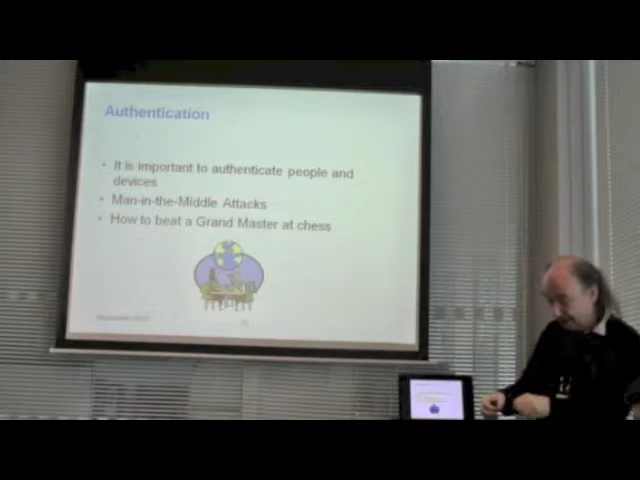 Authentication
• It is important to authenticate people and
devices
• Man-in-the-Middle Attacks
• How to beat a Grand Master at chess